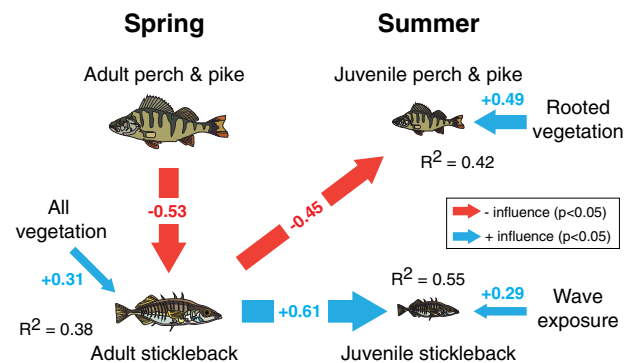 Spring
Summer
Adult perch & pike
Juvenile perch & pike
+0.49
Rooted
vegetation
R² = 0.42
-0.53
-0.45
- influence (p<0.05)
+ influence (p<0.05)
All
vegetation
+0.31
R² = 0.55
+0.61
+0.29
Wave
exposure
R² = 0.38
Adult stickleback
Juvenile stickleback